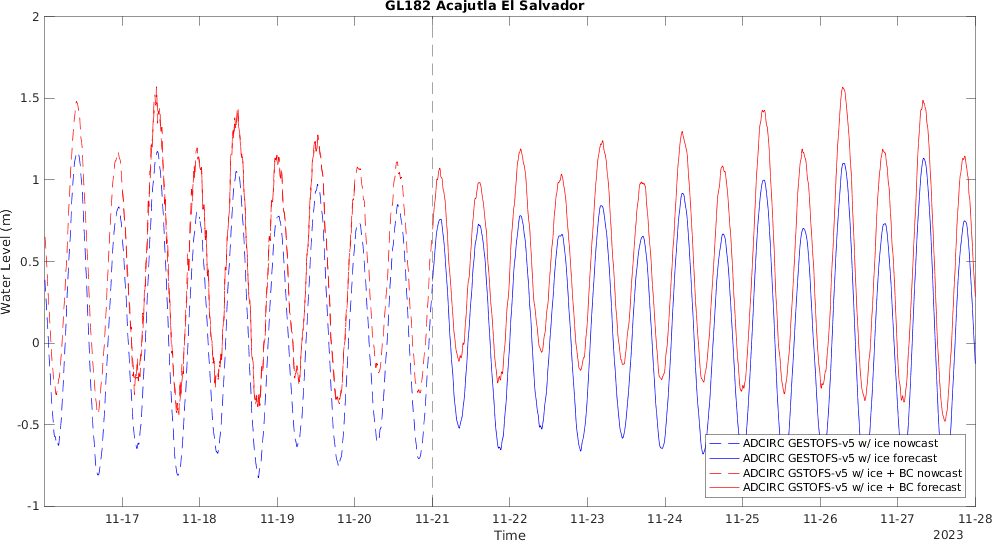 GL182 Acajutla El Salvador
2
1.5
1
0.5
0
-0.5
-1
Water Level (m)
ADCIRC GESTOFS-v5 w/ ice nowcast
ADCIRC GESTOFS-v5 w/ ice forecast
ADCIRC GSTOFS-v5 w/ ice + BC nowcast
ADCIRC GSTOFS-v5 w/ ice + BC forecast
11-17 11-18 11-19 11-20 11-21 11-22 11-23 11-24 11-25 11-26 11-27 11-28
Time
2023